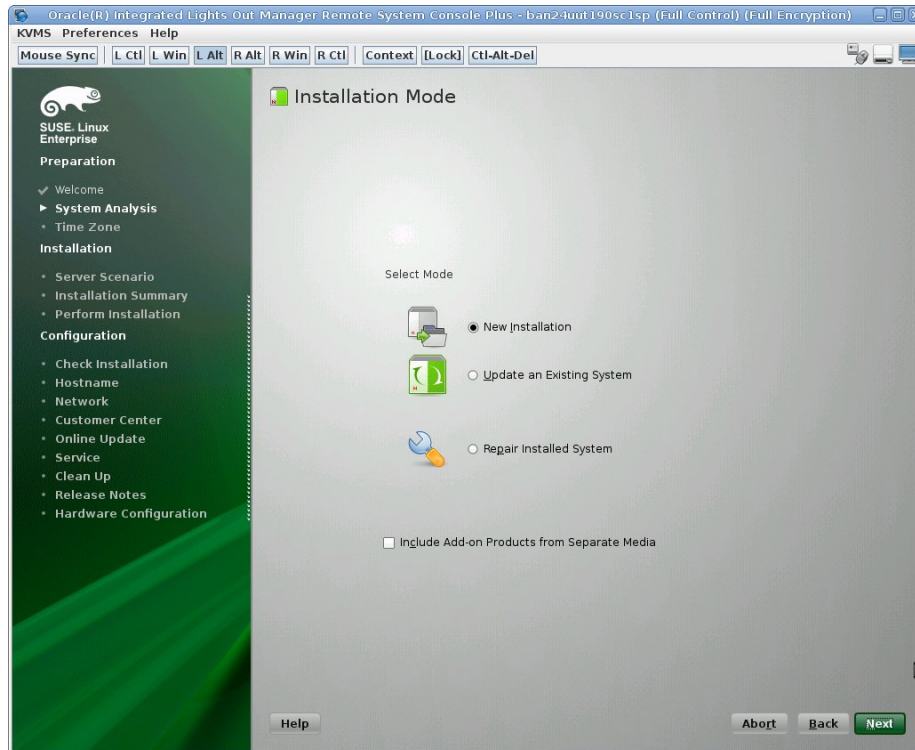 Oracle(R) Integrated Lights Out Manager Remote System Console Plus - ban24uut190sc1sp (Full Control) (Full Encryption)
KVMS Preferences Help
Mouse Sync L Ctl L Win L Alt R Alt R Win R Ctl Context [Lock] Ctl-Alt-Del
SUSE. Linux
Enterprise
Preparation
Welcome
System Analysis
Time Zone
Installation
Server Scenario
Installation Summary
Perform Installation
Configuration
Check Installation
Hostname
Network
Customer Center
Online Update
Service
Clean Up
Release Notes
Hardware Configuration
Installation Mode
Select Mode
New Installation
Update an Existing System
Repair Installed System
Include Add-on Products from Separate Media
Help Abort Back Next